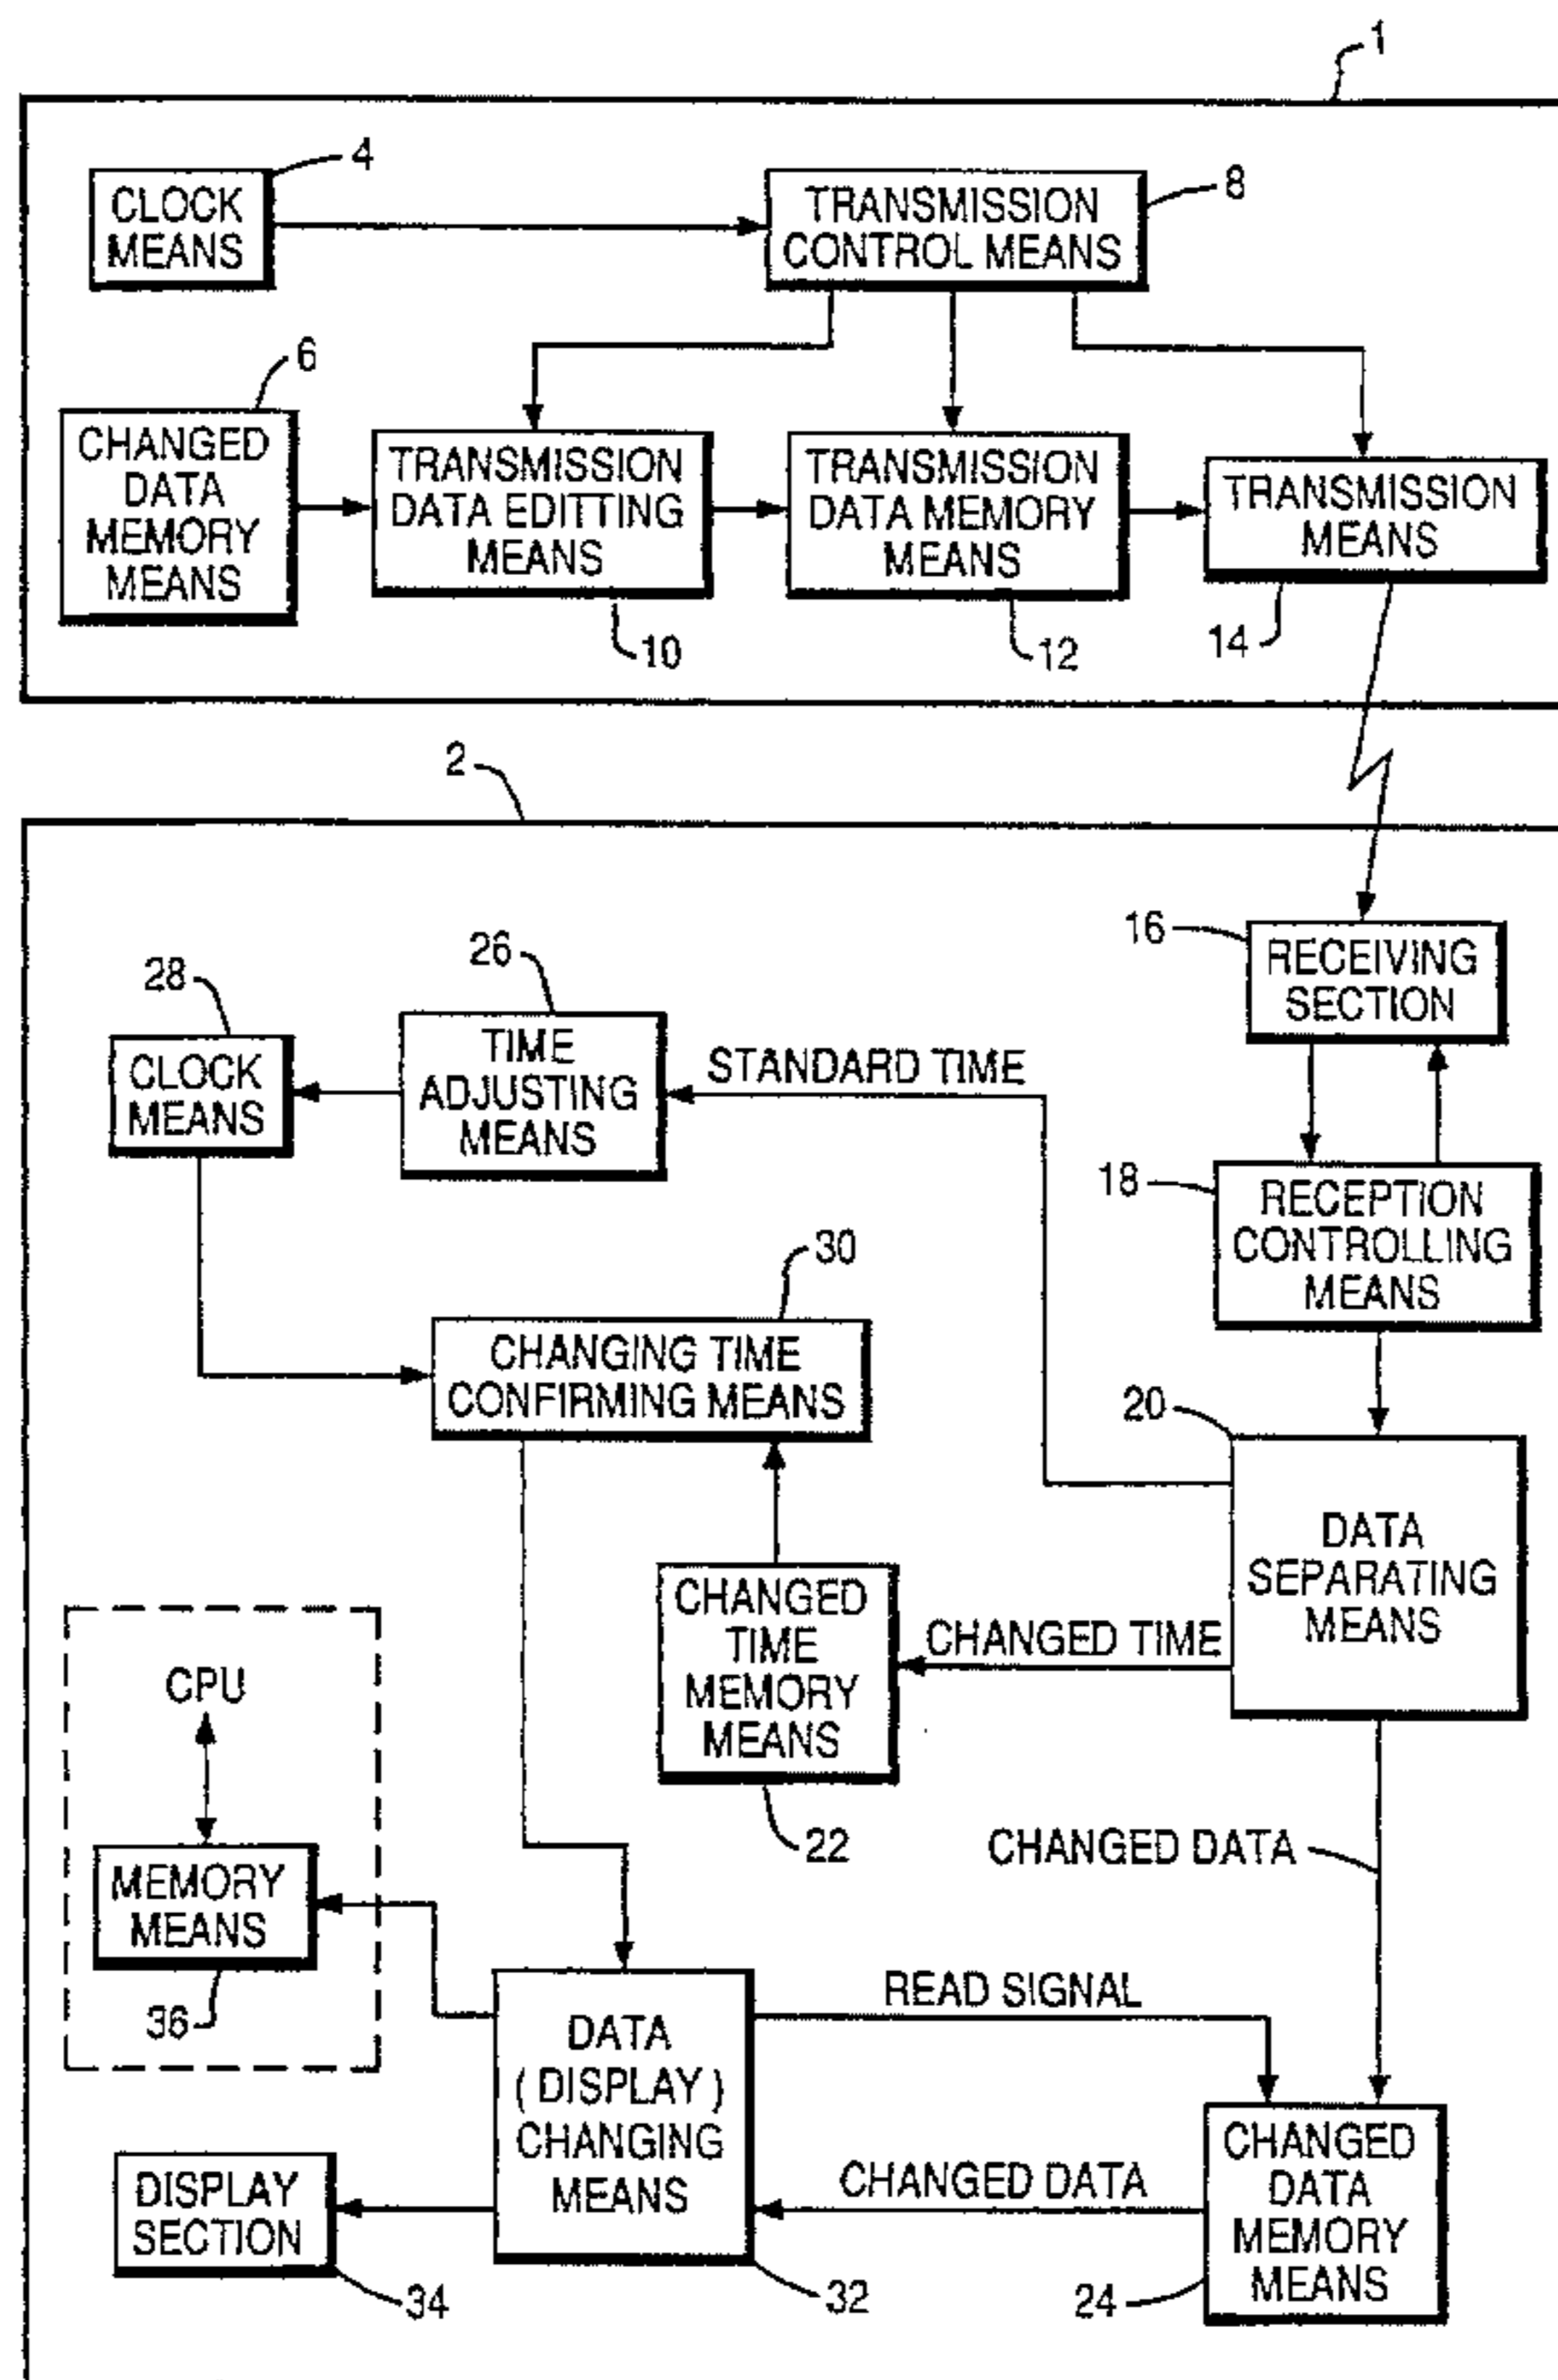 1
4
CLOCK
MEANS
TRANSMISSION
CONTROL MEANS
8
6
CHANGED
DATA
MEMORY
MEANS
TRANSMISSION
DATA EDITTING
MEANS
10
TRANSMISSION
DATA MEMORY
MEANS
12
TRANSMISSION
MEANS
14
2
16
RECEIVING
SECTION
28
CLOCK
MEANS
26
TIME
ADJUSTING
MEANS
STANDARD TIME
18
RECEPTION
CONTROLLING
MEANS
30
CHANGING TIME
CONFIRMING MEANS
20
DATA
SEPARATING
MEANS
CHANGED
TIME
MEMORY
MEANS
22
CHANGED TIME
CPU
MEMORY
MEANS
36
CHANGED DATA
READ SIGNAL
DATA
( DISPLAY )
CHANGING
MEANS
32
CHANGED DATA
DISPLAY
SECTION
34
CHANGED
DATA
MEMORY
MEANS
24